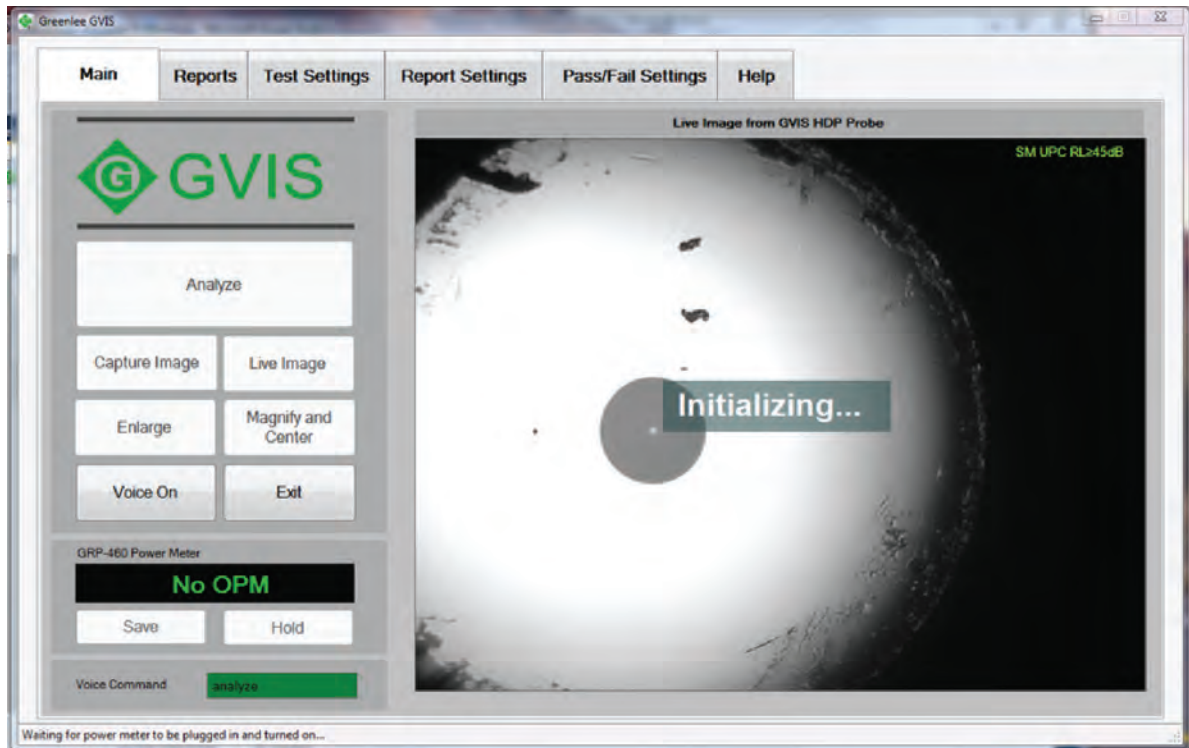 Greenlee GVIS
Main
Reports
Test Settings
Report Settings
Pass/Fail Settings
Help
G GVIS
Analyze
Capture Image
Live Image
Enlarge
Magnify and
Center
Voice On
Exit
GRP-460 Power Meter
No OPM
Save
Hold
Voice Command
analyze
Live Image from GVIS HDP Probe
SM UPC RL≥45dB
Initializing...
Waiting for power meter to be plugged in and turned on...